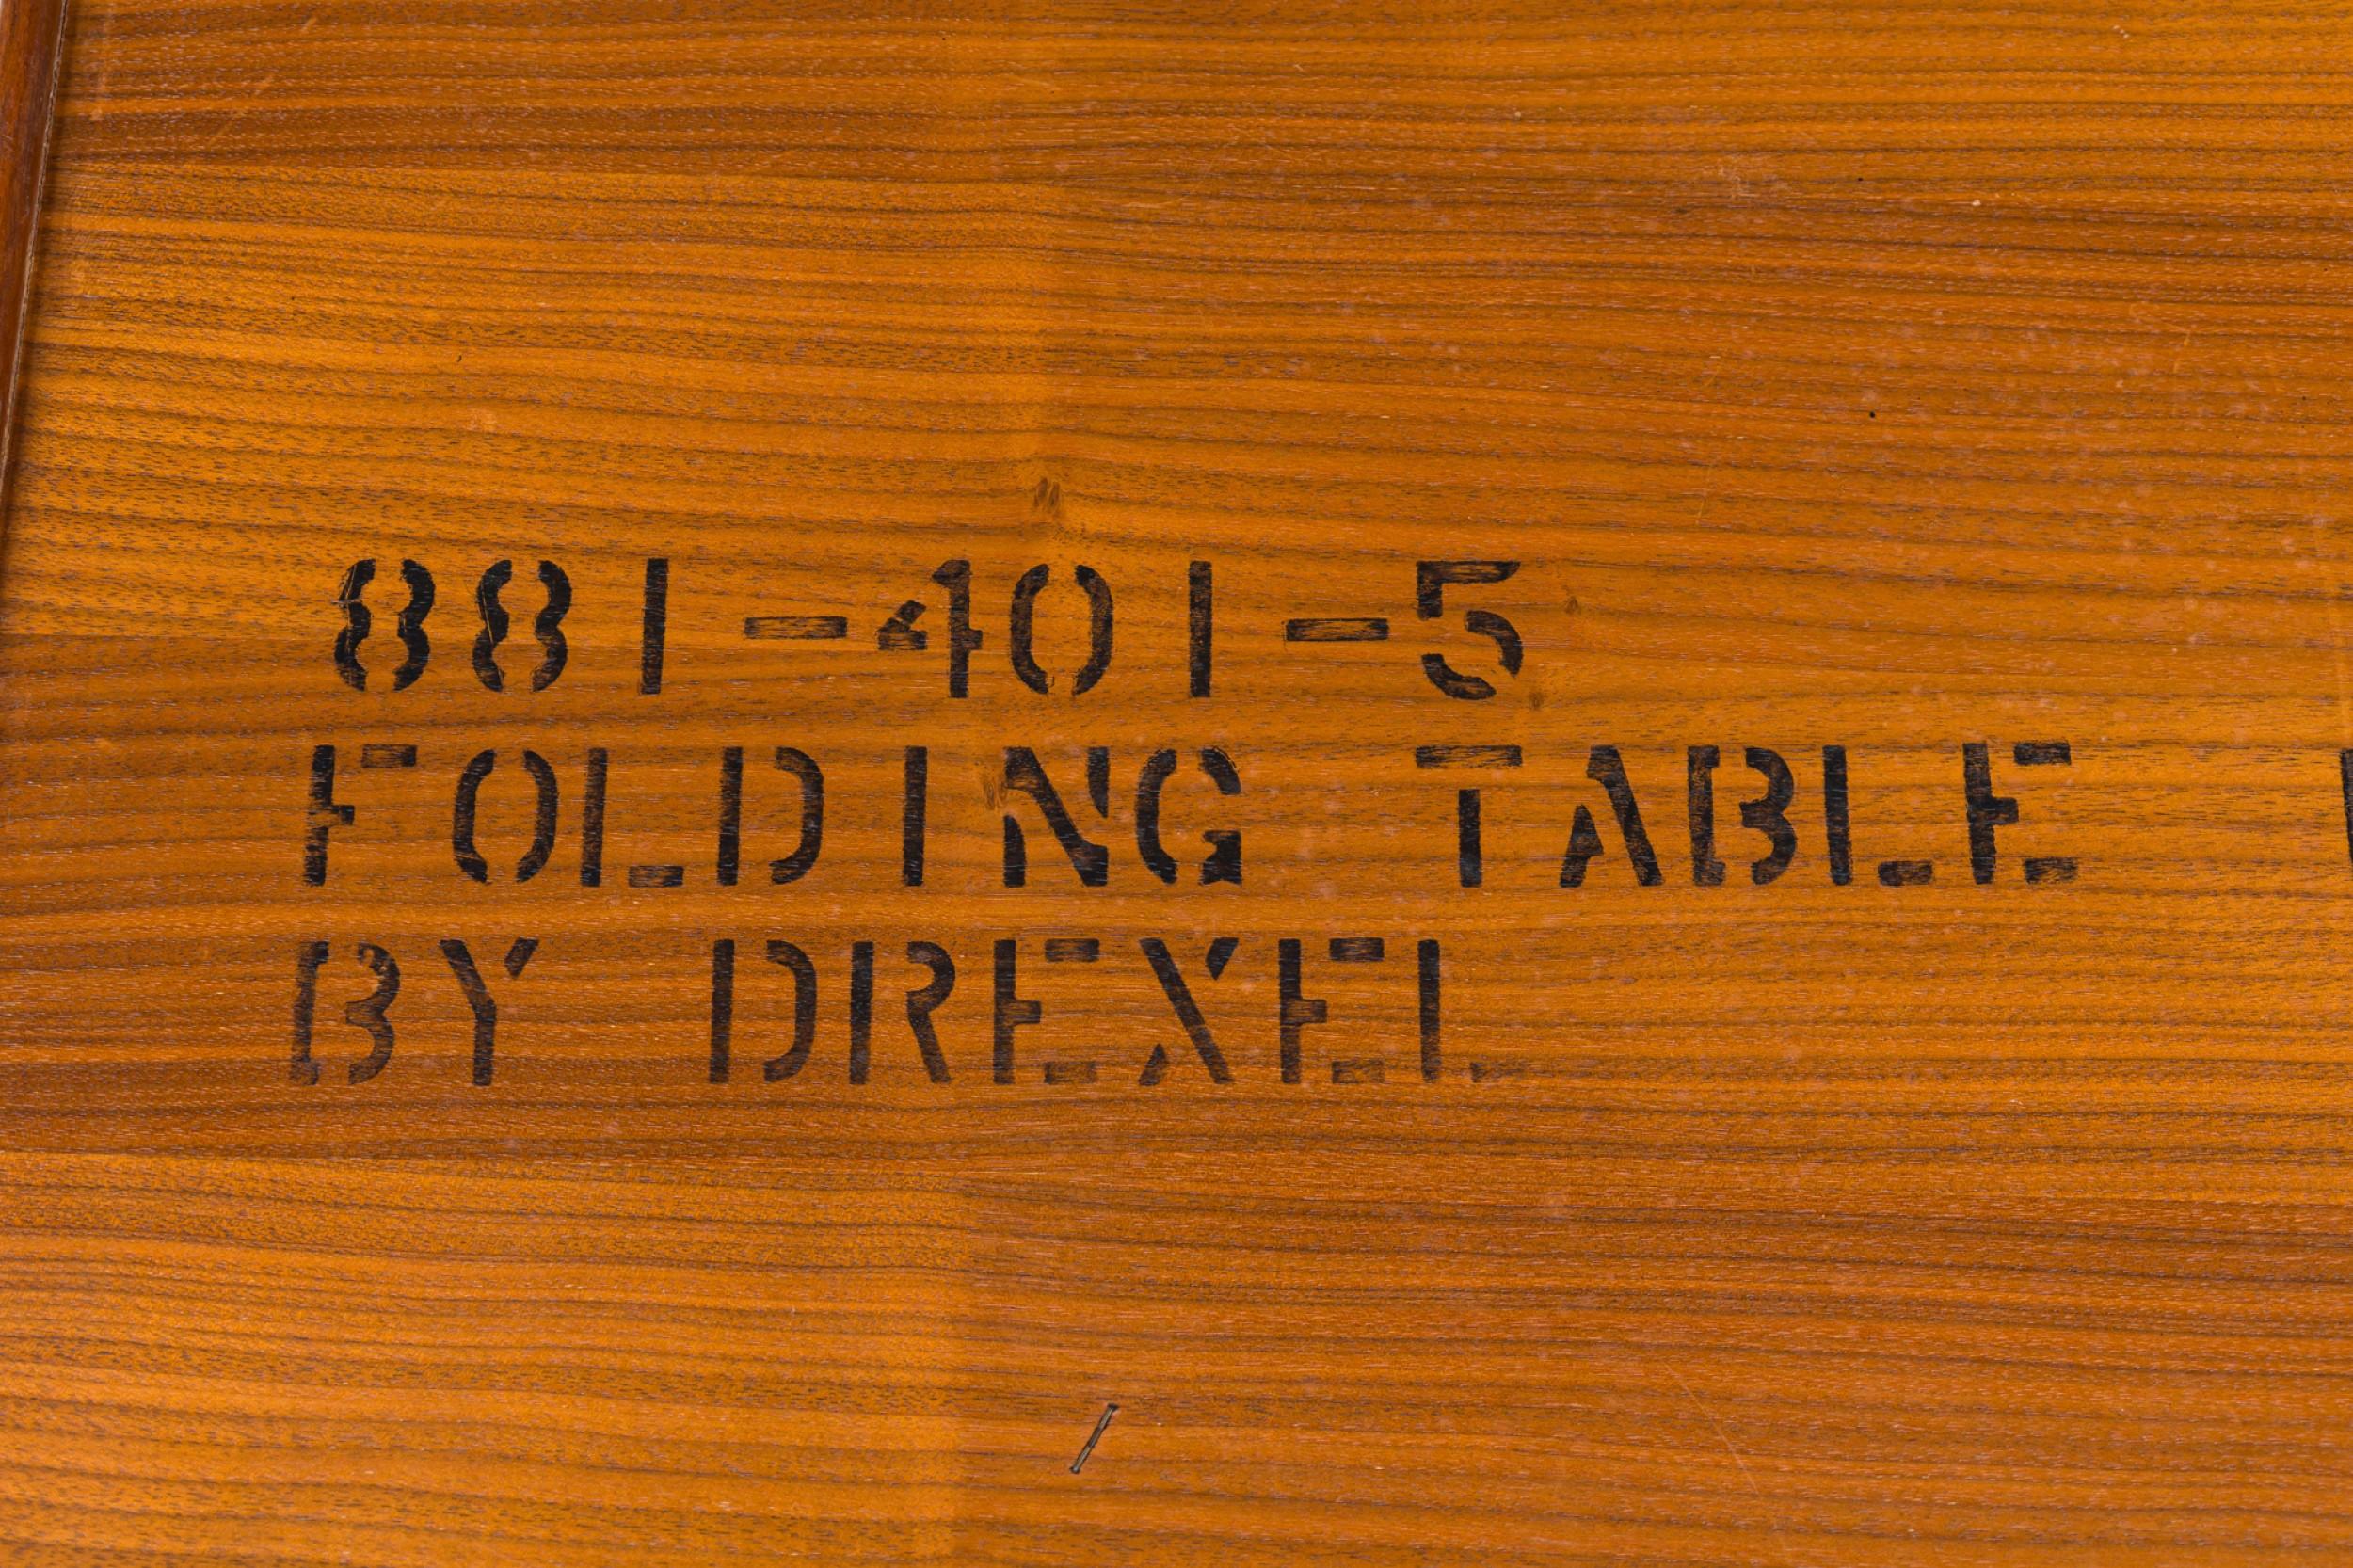 881-401-5
FOLDING TABLE
BY DREXEL